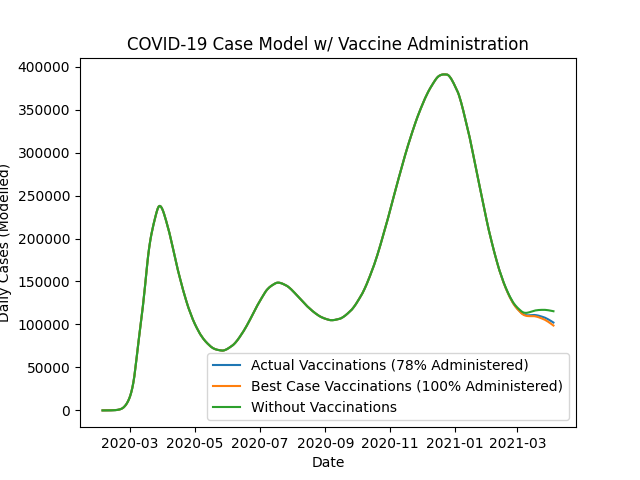 COVID-19 Case Model w/ Vaccine Administration
Daily Cases (Modelled)
400000
350000
300000
250000
200000
150000
100000
50000
0
Actual Vaccinations (78% Administered)
Best Case Vaccinations (100% Administered)
Without Vaccinations
2020-03 2020-05 2020-07 2020-09 2020-11 2021-01 2021-03
Date